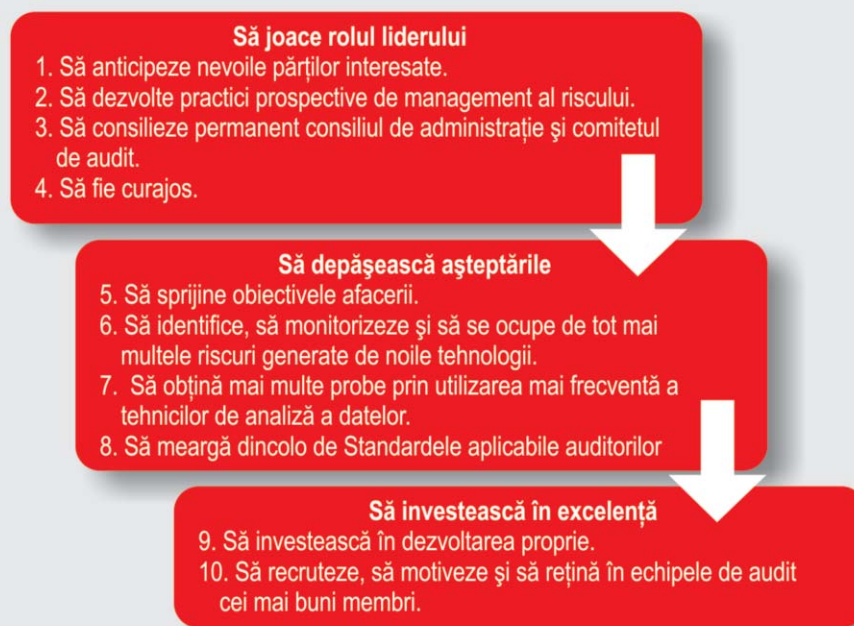 Să joace rolul liderului
1. Să anticipeze nevoile părților interesate.
2. Să dezvolte practici prospective de management al riscului.
3. Să consilieze permanent consiliul de administrație şi comitetul
de audit.
4. Să fie curajos.
Să depăşească aşteptările
5. Să sprijine obiectivele afacerii.
6. Să identifice, să monitorizeze şi să se ocupe de tot mai
multele riscuri generate de noile tehnologii.
7. Să obțină mai multe probe prin utilizarea mai frecventă a
tehnicilor de analiză a datelor.
8. Să meargă dincolo de Standardele aplicabile auditorilor
Să investească în excelență
9. Să investească în dezvoltarea proprie.
10. Să recruteze, să motiveze şi să rețină în echipele de audit
cei mai buni membri.